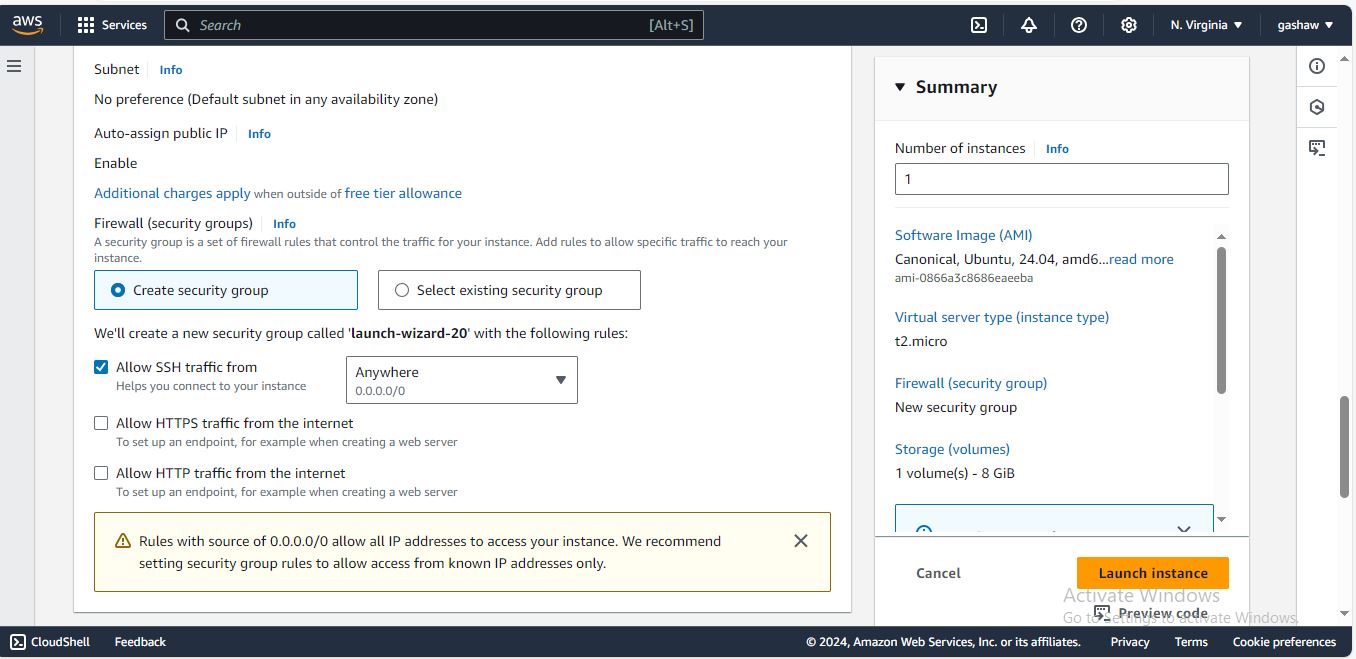 aws
Services
Search [Alt+S]
N. Virginia
gashaw
Subnet Info
No preference (Default subnet in any availability zone)
Auto-assign public IP Info
Enable
Additional charges apply when outside of free tier allowance
Firewall (security groups) Info
A security group is a set of firewall rules that control the traffic for your instance. Add rules to allow specific traffic to reach your
instance.
Create security group
Select existing security group
We'll create a new security group called 'launch-wizard-20' with the following rules:
Allow SSH traffic from
Helps you connect to your instance
Anywhere
0.0.0.0/0
Allow HTTPS traffic from the internet
To set up an endpoint, for example when creating a web server
Allow HTTP traffic from the internet
To set up an endpoint, for example when creating a web server
Rules with source of 0.0.0.0/0 allow all IP addresses to access your instance. We recommend
setting security group rules to allow access from known IP addresses only.
Summary
Number of instances Info
1
Software Image (AMI)
Canonical, Ubuntu, 24.04, amd6...read more
ami-0866a3c8686eaeeba
Virtual server type (instance type)
t2.micro
Firewall (security group)
New security group
Storage (volumes)
1 volume(s) - 8 GiB
Cancel
Launch instance
Preview code
Activate Windows
Go to Settings to activate Windows.
CloudShell
Feedback
© 2024, Amazon Web Services, Inc. or its affiliates.
Privacy
Terms
Cookie preferences